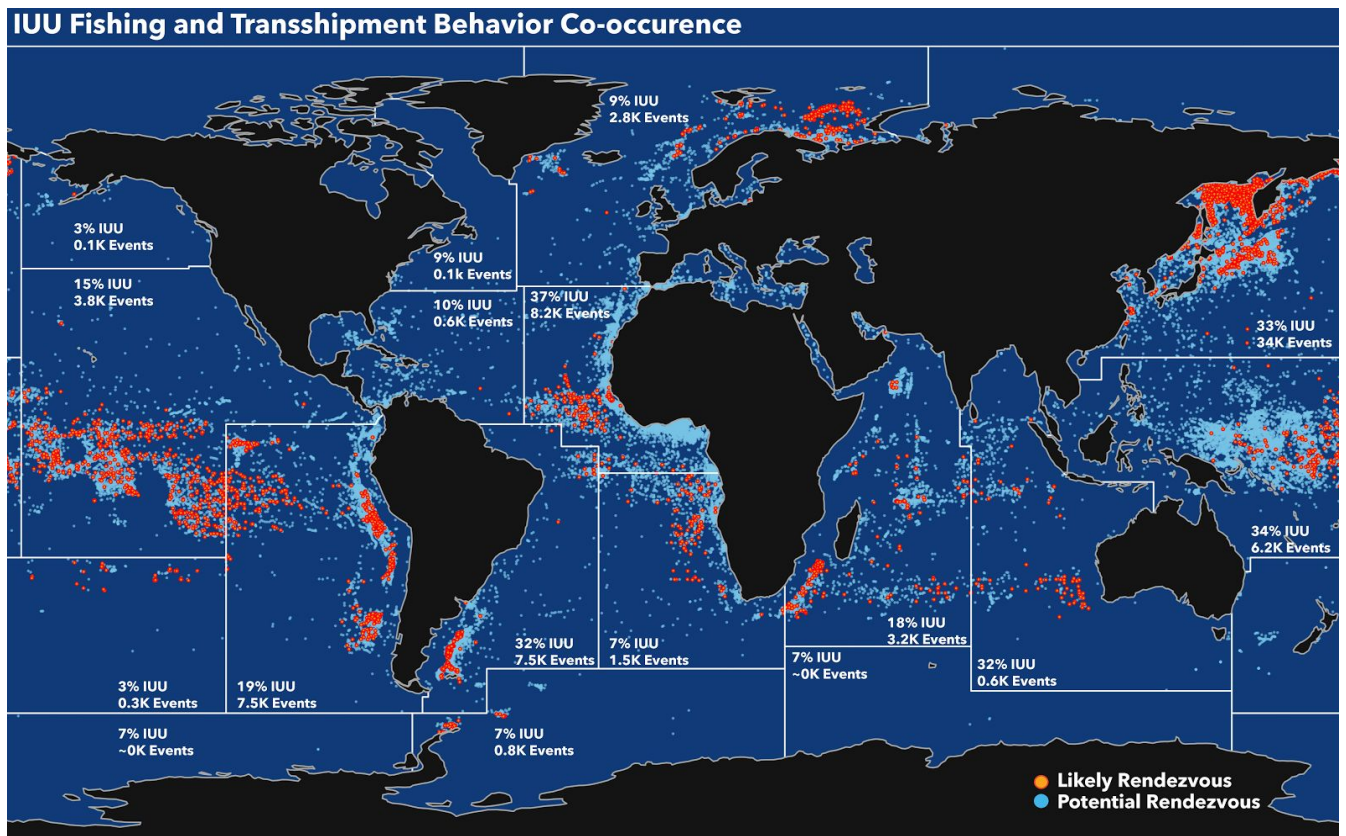 IUU Fishing and Transshipment Behavior Co-occurence
9% IUU
2.8K Events
3% IUU
0.1K Events
9% IUU
0.1k Events
15% IUU
3.8K Events
10% IUU
0.6K Events
37% IUU
8.2K Events
33% IUU
34K Events
34% IUU
6.2K Events
18% IUU
3.2K Events
32% IUU
7.5K Events
7% IUU
1.5K Events
7% IUU
~0K Events
32% IUU
0.6K Events
3% IUU
0.3K Events
19% IUU
7.5K Events
7% IUU
~0K Events
7% IUU
0.8K Events
Likely Rendezvous
Potential Rendezvous